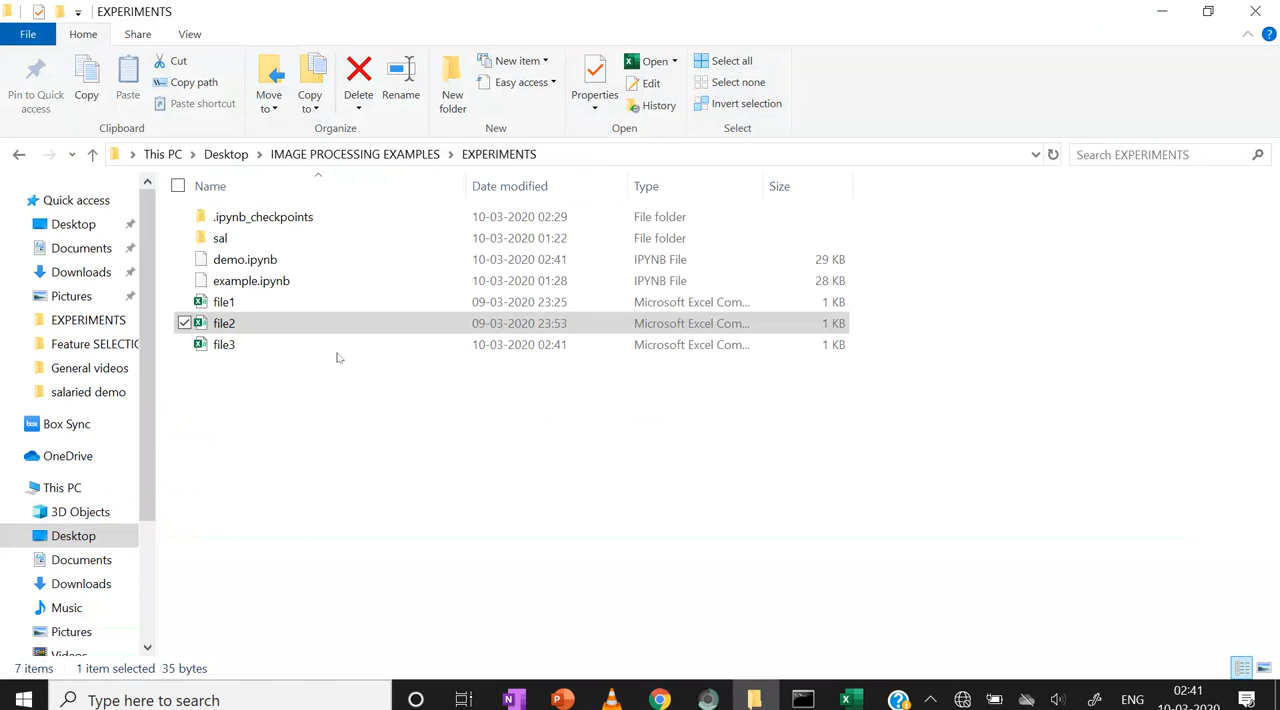 EXPERIMENTS
File Home Share View
Pin to Quick access
Copy
Paste
Cut
Copy path
Paste shortcut
Clipboard
Move to
Copy to
Delete
Rename
Organize
New folder
New item
Easy access
New
Properties
Open
Edit
History
Open
Select all
Select none
Invert selection
Select
This PC > Desktop > IMAGE PROCESSING EXAMPLES > EXPERIMENTS
Search EXPERIMENTS
Quick access
Desktop
Documents
Downloads
Pictures
EXPERIMENTS
Feature SELECTIC
General videos
salaried demo
Box Sync
OneDrive
This PC
3D Objects
Desktop
Documents
Downloads
Music
Pictures
Videos
Name Date modified Type Size
.ipynb_checkpoints 10-03-2020 02:29 File folder
sal 10-03-2020 01:22 File folder
demo.ipynb 10-03-2020 02:41 IPYNB File 29 KB
example.ipynb 10-03-2020 01:28 IPYNB File 28 KB
file1 09-03-2020 23:25 Microsoft Excel Com... 1 KB
file2 09-03-2020 23:53 Microsoft Excel Com... 1 KB
file3 10-03-2020 02:41 Microsoft Excel Com... 1 KB
7 items 1 item selected 35 bytes
Type here to search
ENG
02:41
10-03-2020